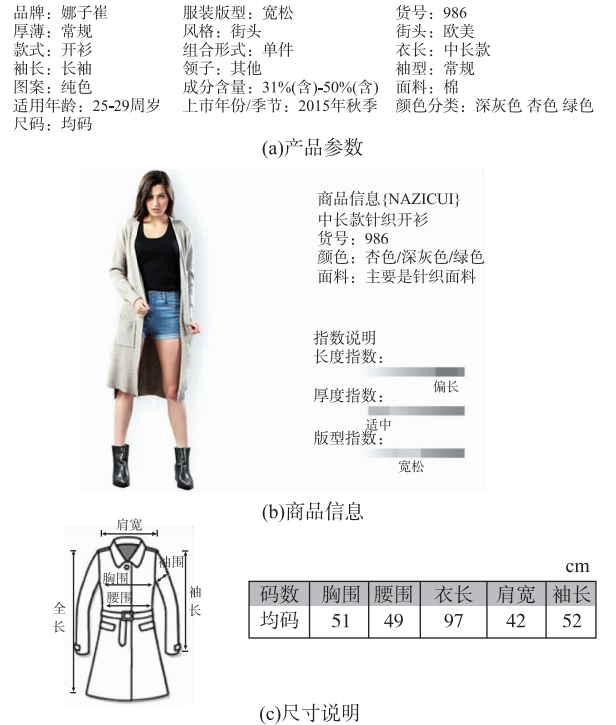 品牌：娜子崔 服装版型：宽松 货号：986
厚薄：常规 风格：街头 街头：欧美
款式：开衫 组合形式：单件 衣长：中长款
袖长：长袖 领子：其他 袖型：常规
图案：纯色 成分含量：31%(含)-50%(含) 面料：棉
适用年龄：25-29周岁 上市年份/季节：2015年秋季 颜色分类：深灰色 杏色 绿色
尺码：均码
(a)产品参数
商品信息{NAZICUI}
中长款针织开衫
货号：986
颜色：杏色/深灰色/绿色
面料：主要是针织面料
指数说明
长度指数：
偏长
厚度指数：
适中
版型指数：
宽松
(b)商品信息
肩宽
袖围
胸围
腰围
袖长
全长
cm
码数 胸围 腰围 衣长 肩宽 袖长
均码 51 49 97 42 52
(c)尺寸说明